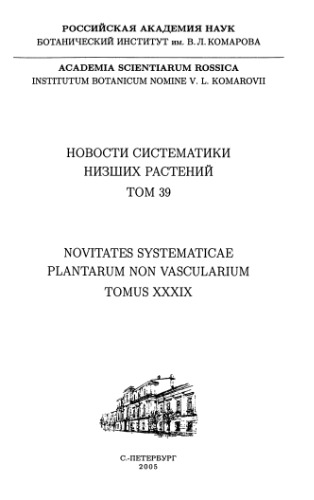 РОССИЙСКАЯ АКАДЕМИЯ НАУК
БОТАНИЧЕСКИЙ ИНСТИТУТ им. В. Л. КОМАРОВА
ACADEMIA SCIENTIARUM ROSSICA
INSTITUTUM BOTANICUM NOMINE V. L. KOMAROVII
НОВОСТИ СИСТЕМАТИКИ
НИЗШИХ РАСТЕНИЙ
ТОМ 39
NOVITATES SYSTEMATICAE
PLANTARUM NON VASCULARIUM
TOMUS XXXIX
С.-ПЕТЕРБУРГ
2005